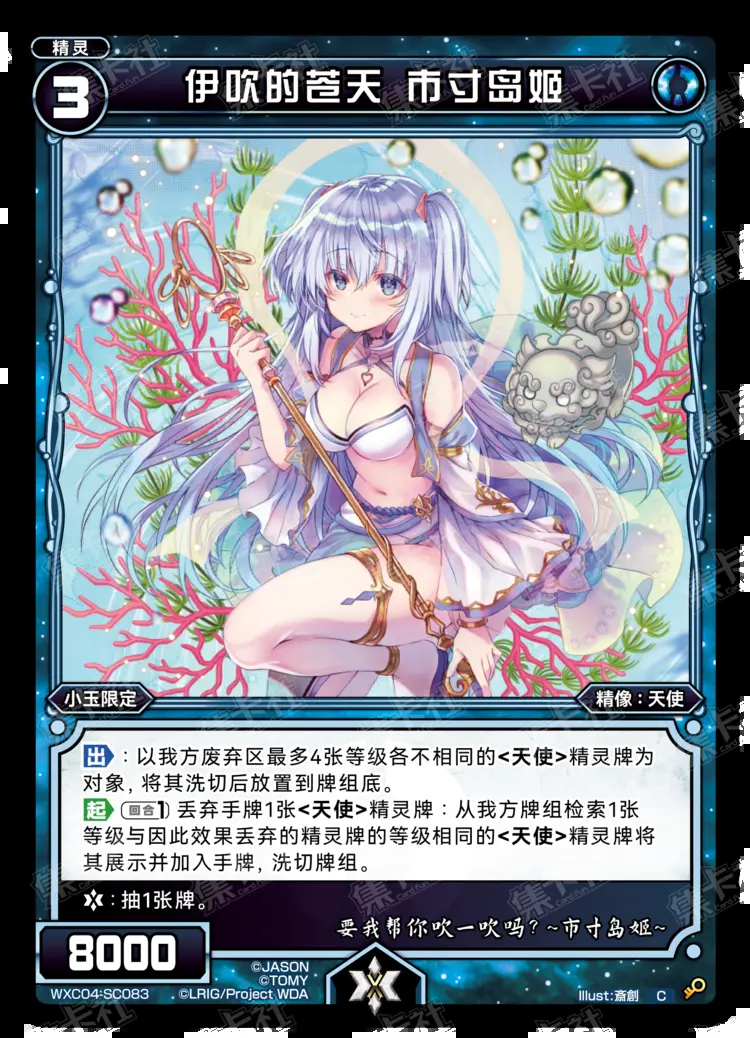 精灵
3
伊吹的苍天 市寸岛姬
小玉限定
精像：天使
出：以我方废弃区最多4张等级各不相同的<天使>精灵牌为
对象，将其洗切后放置到牌组底。
起 回合1 丢弃手牌1张<天使>精灵牌：从我方牌组检索1张
等级与因此效果丢弃的精灵牌的等级相同的<天使>精灵牌将
其展示并加入手牌，洗切牌组。
：抽1张牌。
要我帮你吹一吹吗？~市寸岛姬~
8000
©JASON
©TOMY
WXC04-SC083 ©LRIG/Project WDA
Illust:斎創 C
集卡社